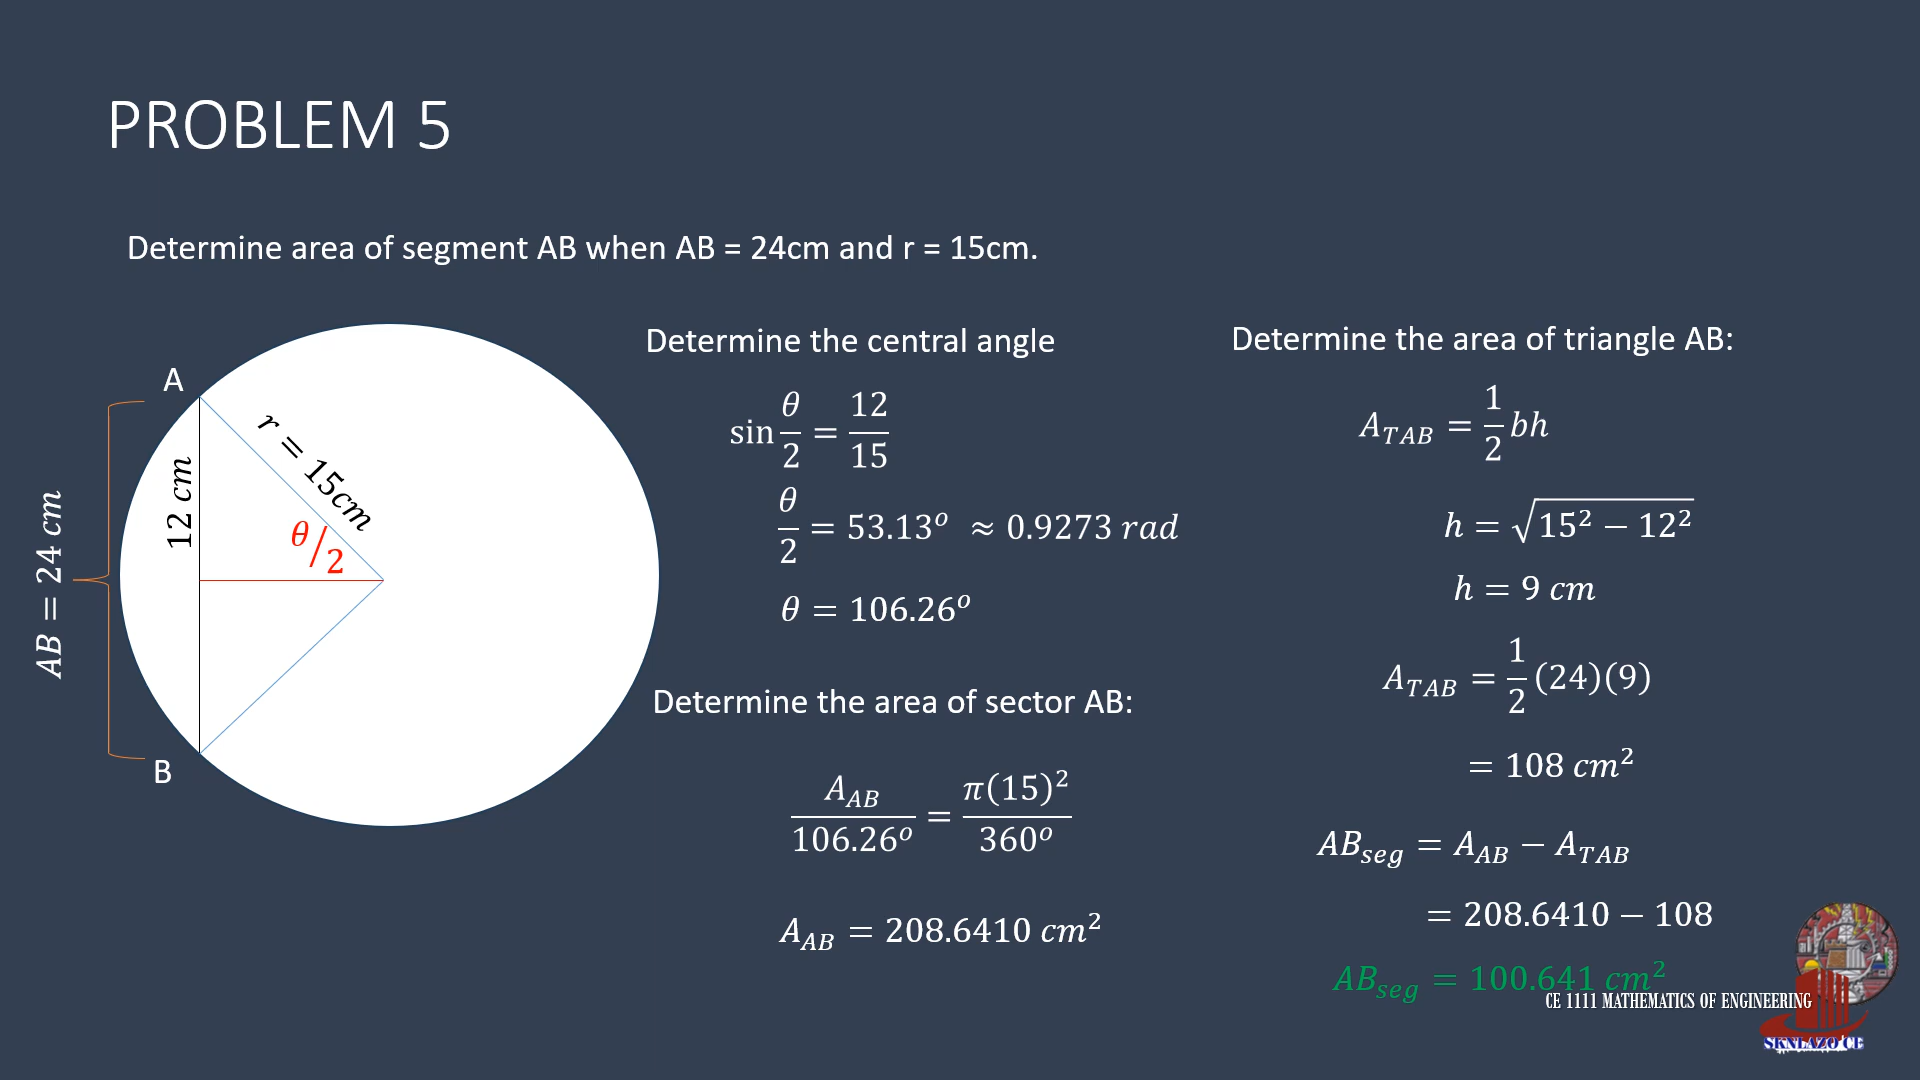 PROBLEM 5
Determine area of segment AB when AB = 24cm and r = 15cm.
A
r = 15cm
12 cm
θ/2
AB = 24 cm
B
Determine the central angle
sin θ/2 = 12/15
θ/2 = 53.13° ≈ 0.9273 rad
θ = 106.26°
Determine the area of sector AB:
A_AB/106.26° = π(15)²/360°
A_AB = 208.6410 cm²
Determine the area of triangle AB:
A_TAB = 1/2 bh
h = √(15² − 12²)
h = 9 cm
A_TAB = 1/2 (24)(9)
= 108 cm²
AB_seg = A_AB − A_TAB
= 208.6410 − 108
AB_seg = 100.641 cm²
CE 1111 MATHEMATICS OF ENGINEERING
SKNLAZO CE